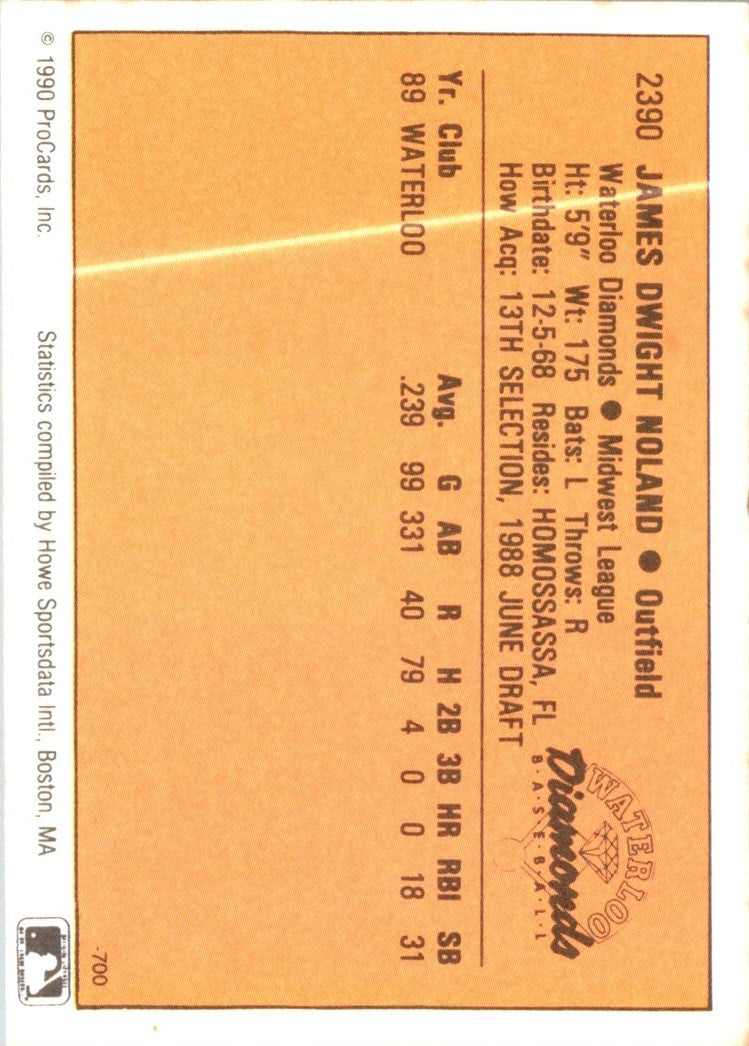 2390 JAMES DWIGHT NOLAND ● Outfield
Waterloo Diamonds ● Midwest League
Ht: 5'9" Wt: 175 Bats: L Throws: R
Birthdate: 12-5-68 Resides: HOMOSSASSA, FL
How Acq: 13TH SELECTION, 1988 JUNE DRAFT
WATERLOO
Diamonds
B·A·S·E·B·A·L·L
Yr. Club Avg. G AB R H 2B 3B HR RBI SB
89 WATERLOO .239 99 331 40 79 4 0 0 18 31
-700
© 1990 ProCards, Inc. Statistics compiled by Howe Sportsdata Intl., Boston, MA